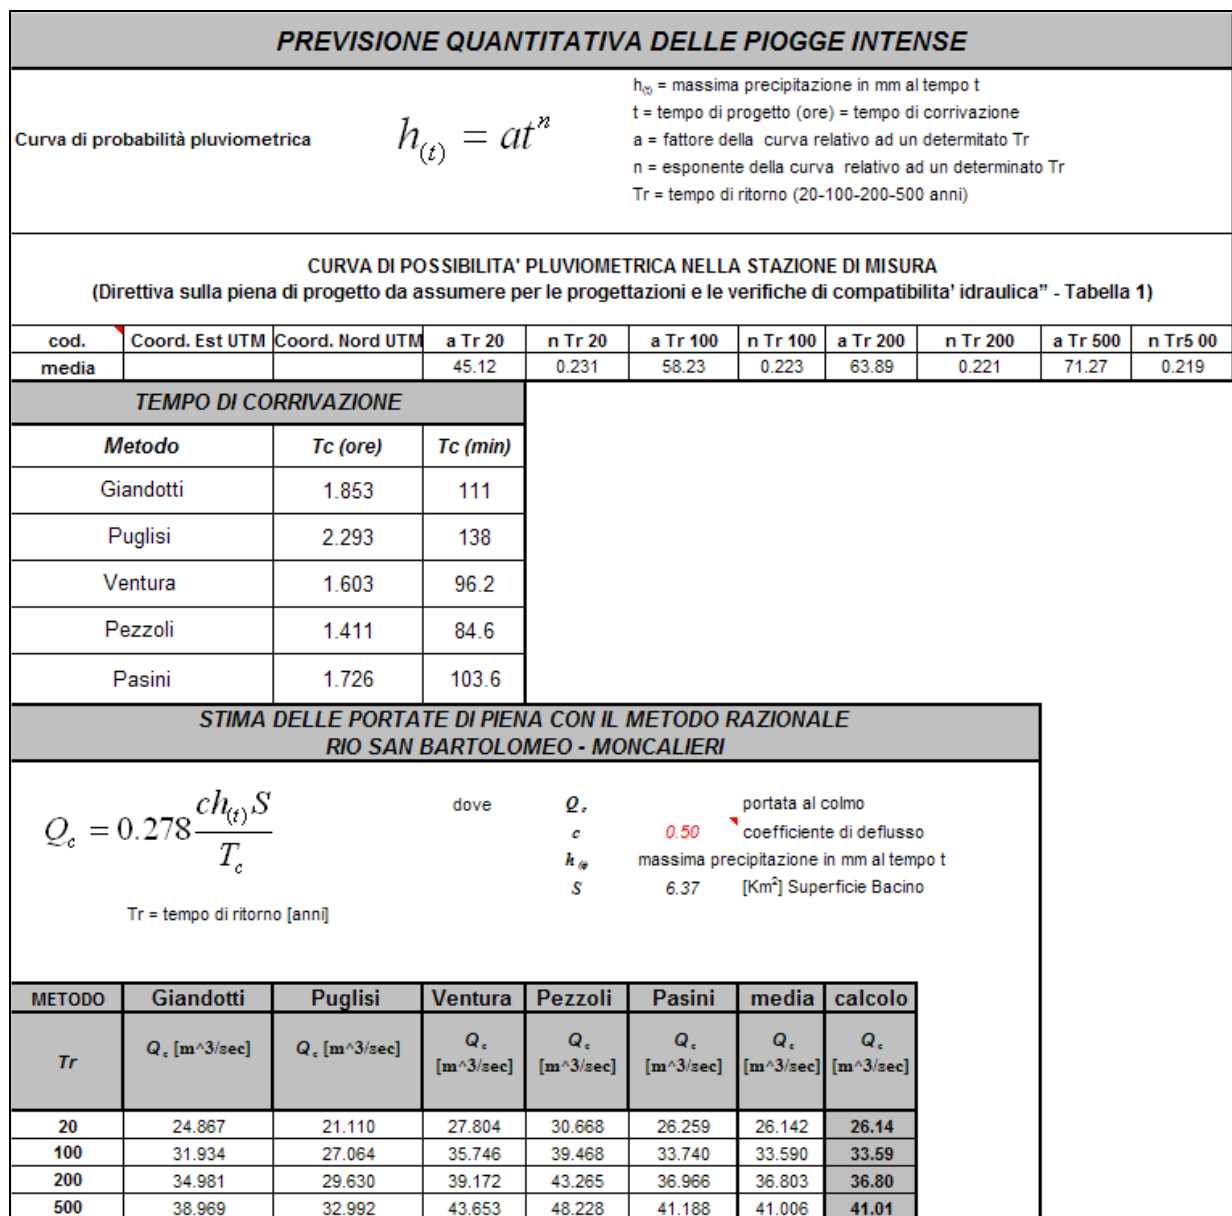 PREVISIONE QUANTITATIVA DELLE PIOGGE INTENSE
Curva di probabilità pluviometrica
h(t) = at^n
h(t) = massima precipitazione in mm al tempo t
t = tempo di progetto (ore) = tempo di corrivazione
a = fattore della curva relativo ad un determitato Tr
n = esponente della curva relativo ad un determinato Tr
Tr = tempo di ritorno (20-100-200-500 anni)
CURVA DI POSSIBILITA' PLUVIOMETRICA NELLA STAZIONE DI MISURA
(Direttiva sulla piena di progetto da assumere per le progettazioni e le verifiche di compatibilita' idraulica” - Tabella 1)
cod. Coord. Est UTM Coord. Nord UTM a Tr 20 n Tr 20 a Tr 100 n Tr 100 a Tr 200 n Tr 200 a Tr 500 n Tr5 00
media 45.12 0.231 58.23 0.223 63.89 0.221 71.27 0.219
TEMPO DI CORRIVAZIONE
Metodo Tc (ore) Tc (min)
Giandotti 1.853 111
Puglisi 2.293 138
Ventura 1.603 96.2
Pezzoli 1.411 84.6
Pasini 1.726 103.6
STIMA DELLE PORTATE DI PIENA CON IL METODO RAZIONALE
RIO SAN BARTOLOMEO - MONCALIERI
Qc = 0.278 ch(t)S / Tc
dove Qc portata al colmo
c 0.50 coefficiente di deflusso
h(t) massima precipitazione in mm al tempo t
S 6.37 [Km²] Superficie Bacino
Tr = tempo di ritorno [anni]
METODO Giandotti Puglisi Ventura Pezzoli Pasini media calcolo
Tr Qc [m^3/sec] Qc [m^3/sec] Qc [m^3/sec] Qc [m^3/sec] Qc [m^3/sec] Qc [m^3/sec] Qc [m^3/sec]
20 24.867 21.110 27.804 30.668 26.259 26.142 26.14
100 31.934 27.064 35.746 39.468 33.740 33.590 33.59
200 34.981 29.630 39.172 43.265 36.966 36.803 36.80
500 38.969 32.992 43.653 48.228 41.188 41.006 41.01